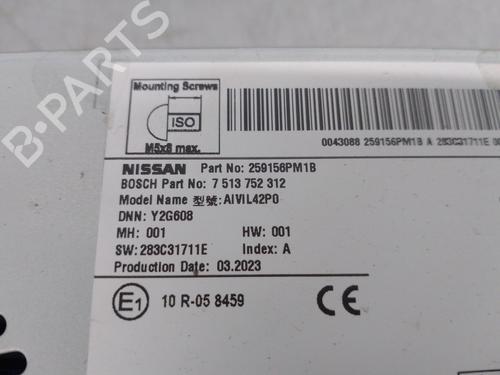 B-PARTS
Mounting Screws
ISO
M5x8 max.
0043088 259156PM1B A 283C31711E
NISSAN Part No: 259156PM1B
BOSCH Part No: 7 513 752 312
Model Name 型號:AIVIL42P0
DNN: Y2G608
MH: 001 HW: 001
SW:283C31711E Index: A
Production Date: 03.2023
E1 10 R-05 8459 CE